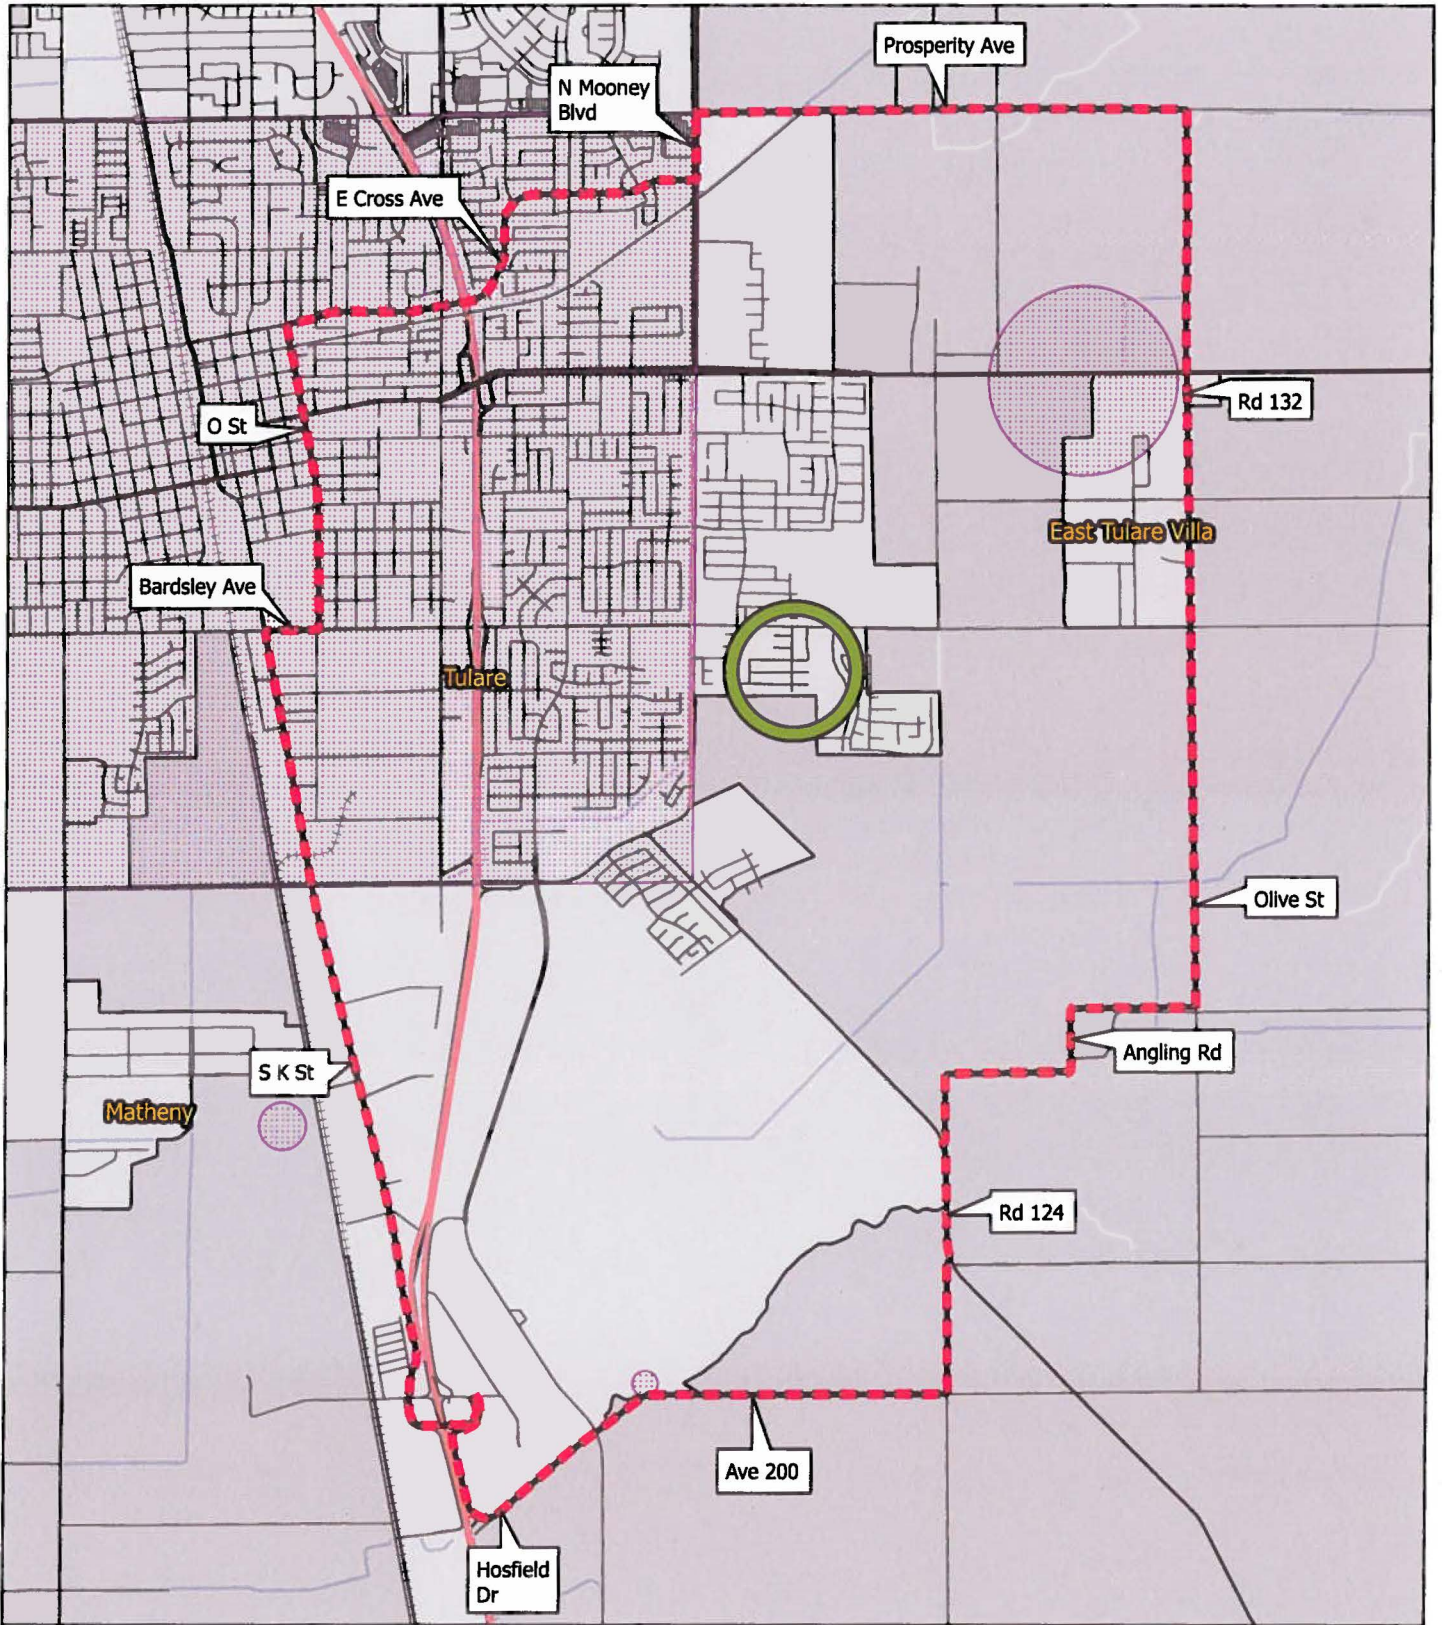 Prosperity Ave
N Mooney
Blvd
E Cross Ave
Rd 132
O St
East Tulare Villa
Bardsley Ave
Tulare
Olive St
Angling Rd
S K St
Matheny
Rd 124
Ave 200
Hosfield
Dr